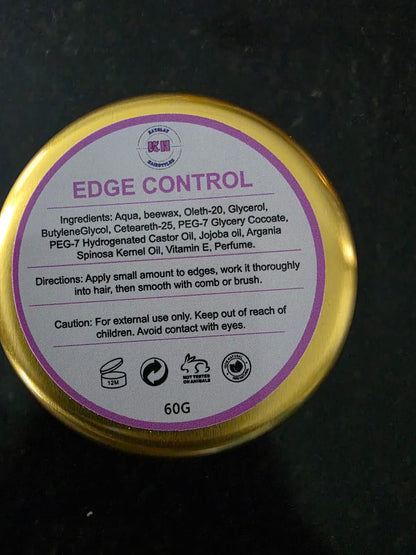 KH
HAIRSTYLES
EDGE CONTROL
Ingredients: Aqua, beewax, Oleth-20, Glycerol,
ButyleneGlycol, Ceteareth-25, PEG-7 Glycery Cocoate,
PEG-7 Hydrogenated Castor Oil, Jojoba oil, Argania
Spinosa Kernel Oil, Vitamin E, Perfume.
Directions: Apply small amount to edges, work it thoroughly
into hair, then smooth with comb or brush.
Caution: For external use only. Keep out of reach of
children. Avoid contact with eyes.
12M
NOT TESTED
ON ANIMALS
60G